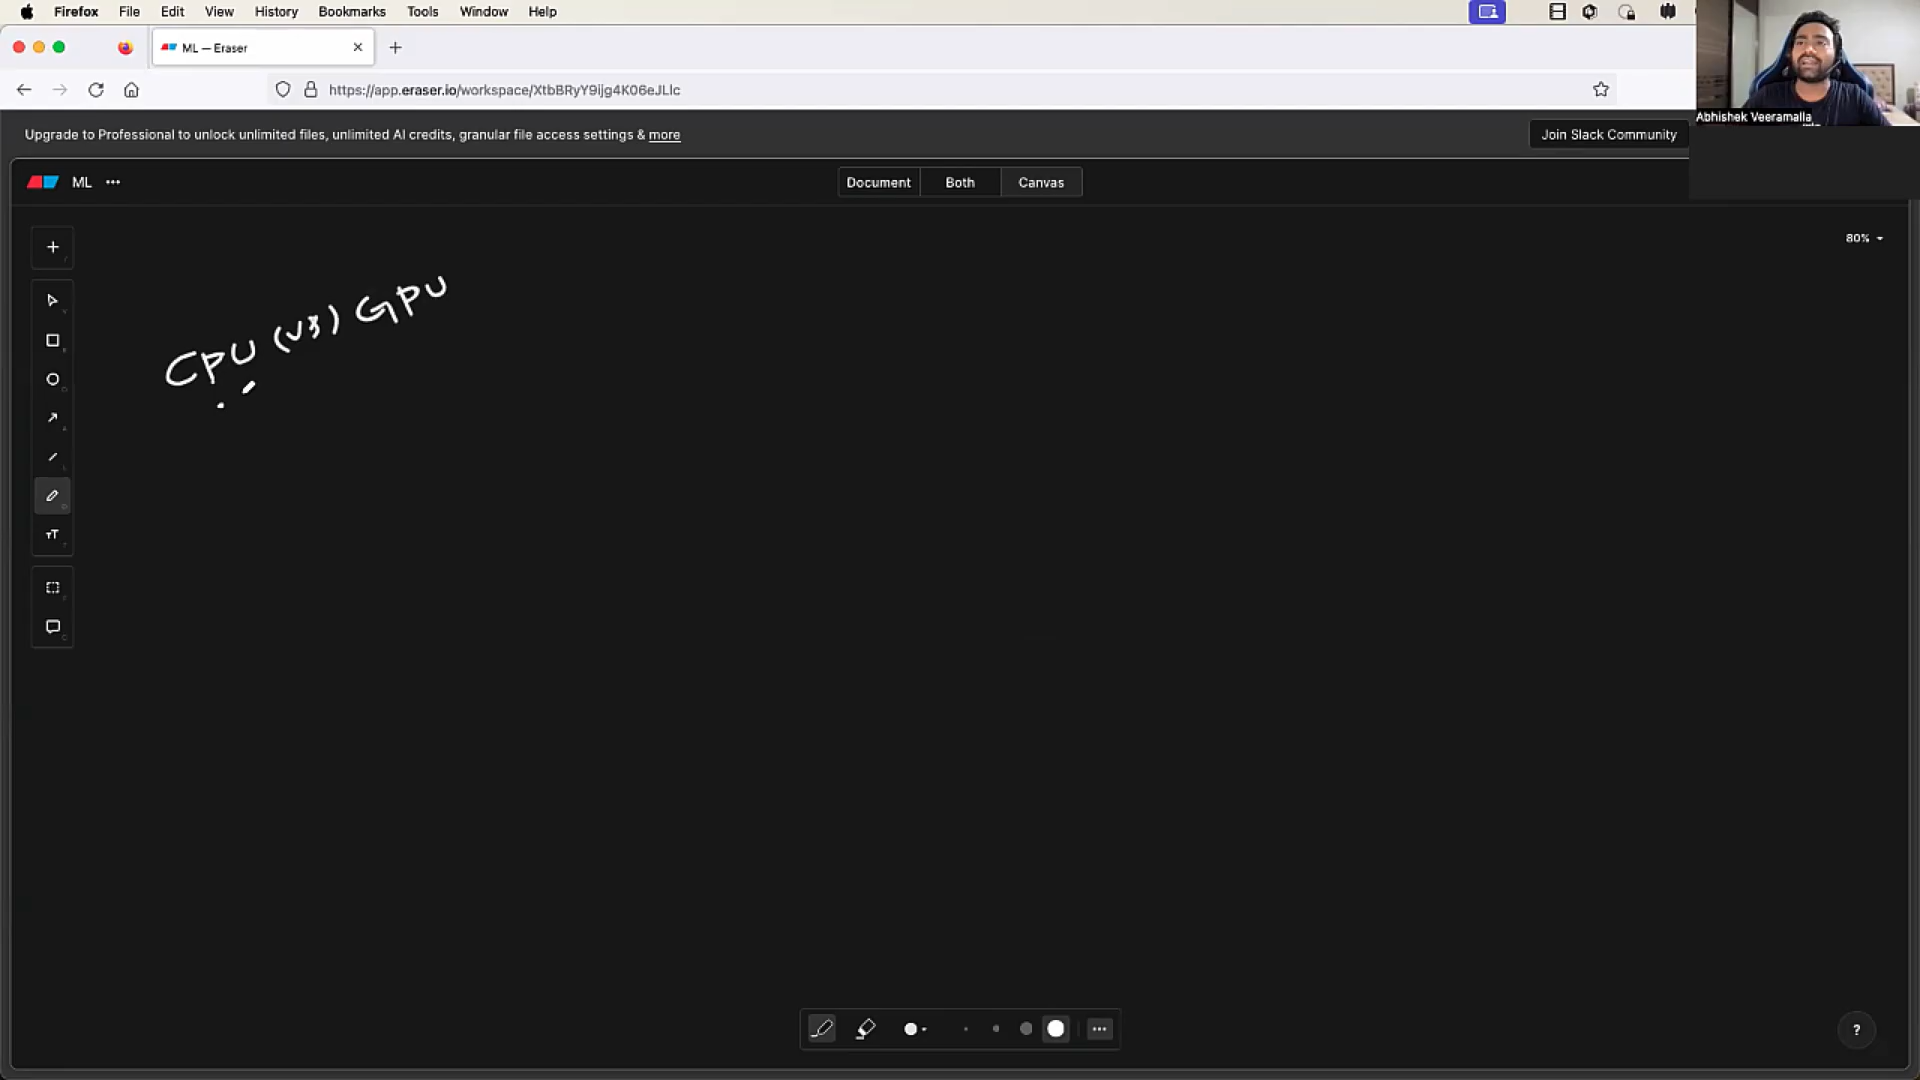 Firefox File Edit View History Bookmarks Tools Window Help
ML — Eraser
https://app.eraser.io/workspace/XtbBRyY9ijg4K06eJLlc
Abhishek Veeramalla
Upgrade to Professional to unlock unlimited files, unlimited AI credits, granular file access settings & more
Join Slack Community
ML
Document Both Canvas
80%
CPU (vs) GPU
тT
?